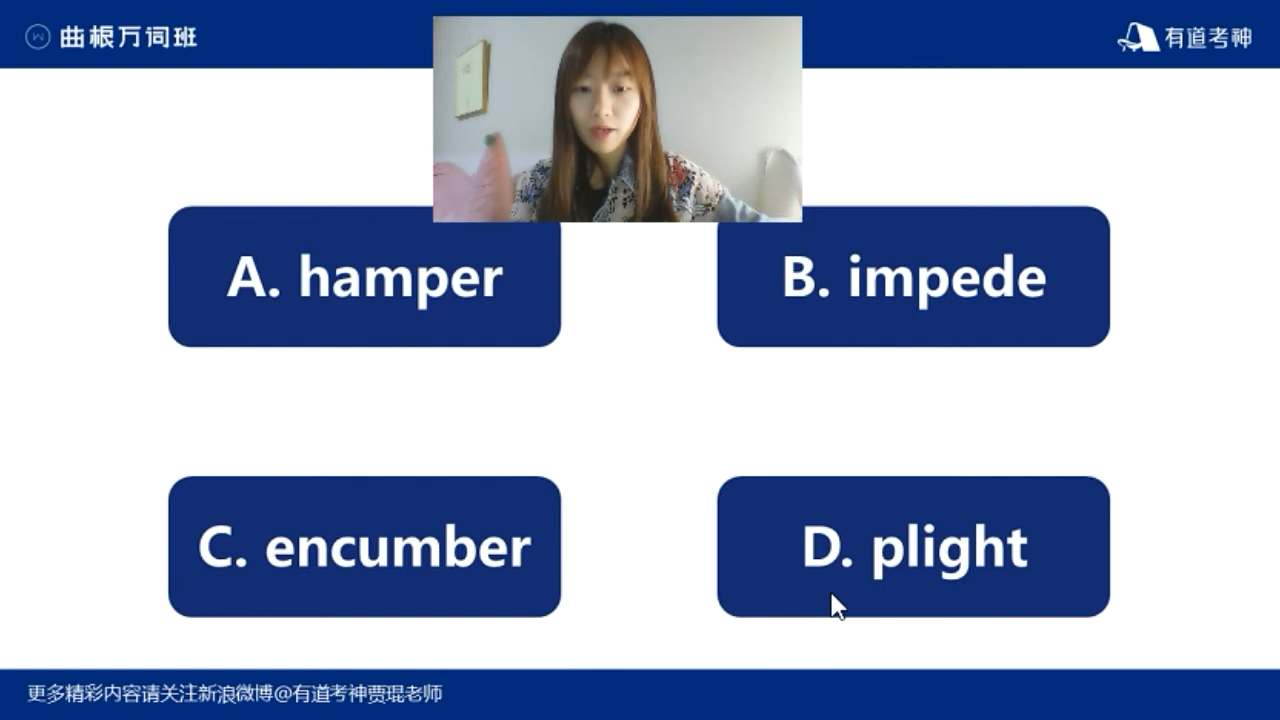 曲根万词班
有道考神
A. hamper
B. impede
C. encumber
D. plight
更多精彩内容请关注新浪微博@有道考神贾琨老师